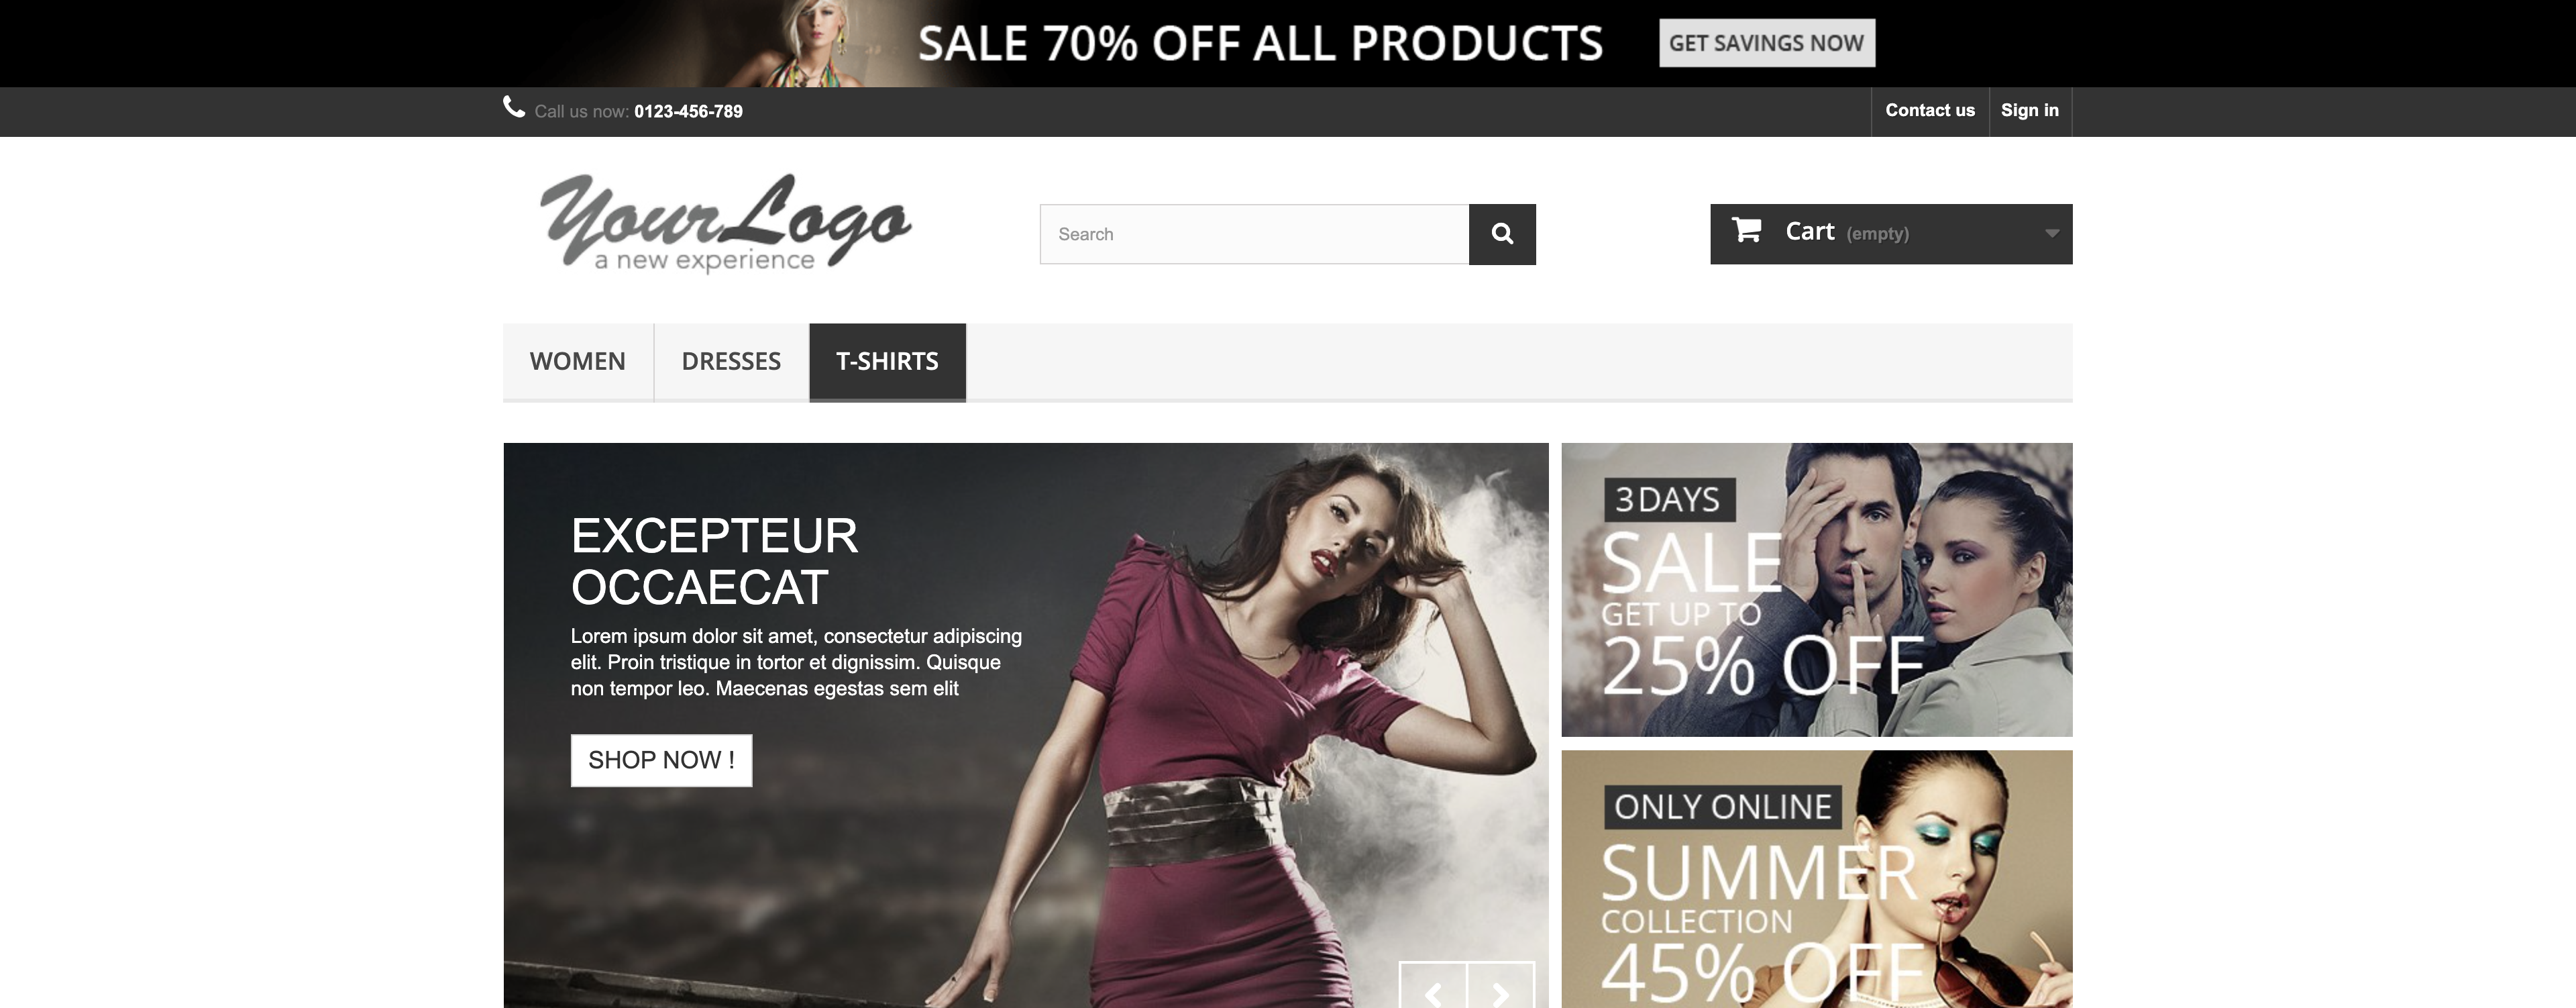 SALE 70% OFF ALL PRODUCTS
GET SAVINGS NOW
Call us now: 0123-456-789
Contact us
Sign in
Your Logo
a new experience
Search
Cart (empty)
WOMEN
DRESSES
T-SHIRTS
EXCEPTEUR
OCCAECAT
Lorem ipsum dolor sit amet, consectetur adipiscing
elit. Proin tristique in tortor et dignissim. Quisque
non tempor leo. Maecenas egestas sem elit
SHOP NOW !
3 DAYS
SALE
GET UP TO
25% OFF
ONLY ONLINE
SUMMER
COLLECTION
45% OFF